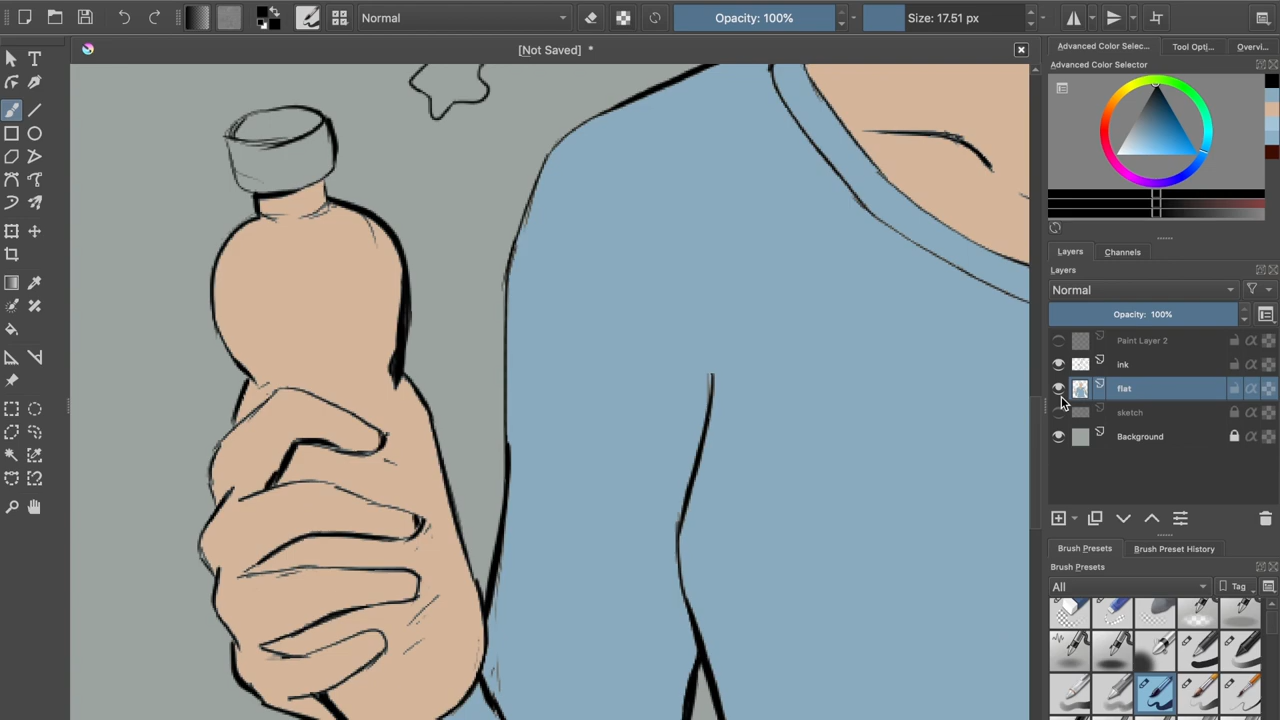 Normal
Opacity: 100%
Size: 17.51 px
[Not Saved] *
Advanced Color Selec...
Tool Opti...
Overvi...
Advanced Color Selector
Layers
Channels
Layers
Normal
Opacity: 100%
Paint Layer 2
ink
flat
sketch
Background
Brush Presets
Brush Preset History
Brush Presets
All
Tag